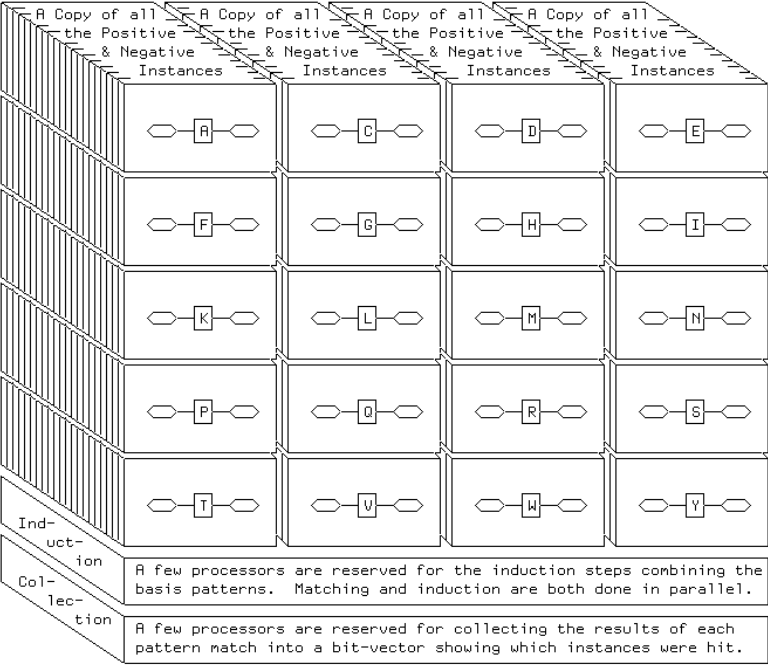 A Copy of all the Positive & Negative Instances
A Copy of all the Positive & Negative Instances
A Copy of all the Positive & Negative Instances
A Copy of all the Positive & Negative Instances
A C D E
F G H I
K L M N
P Q R S
T V W Y
Ind-
uct-
ion
A few processors are reserved for the induction steps combining the
basis patterns. Matching and induction are both done in parallel.
Col-
lec-
tion
A few processors are reserved for collecting the results of each
pattern match into a bit-vector showing which instances were hit.